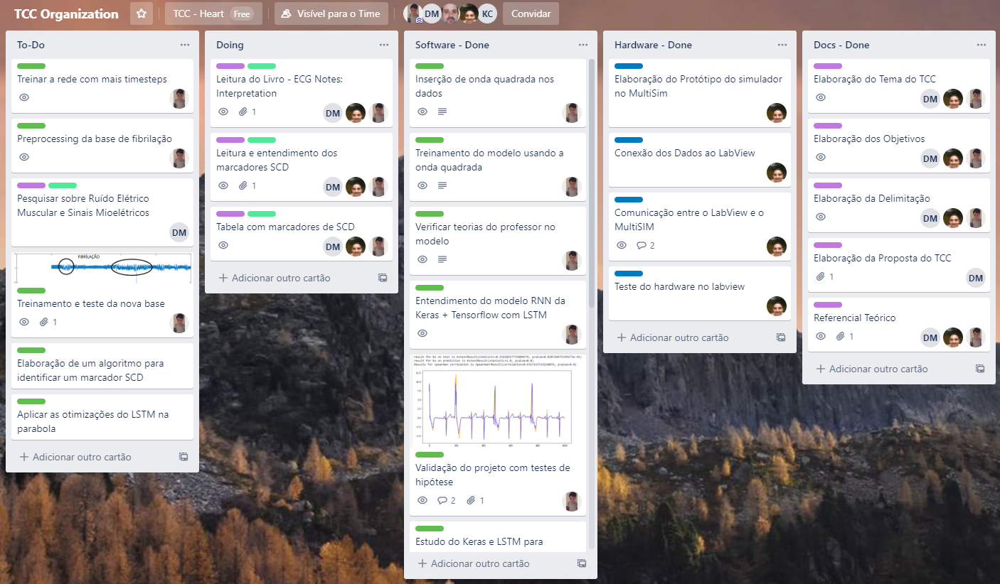 TCC Organization
TCC - Heart Free
Visível para o Time
DM
KC
Convidar
To-Do
Treinar a rede com mais timesteps
Preprocessing da base de fibrilação
Pesquisar sobre Ruído Elétrico
Muscular e Sinais Mioelétricos
DM
FIBRILAÇÃO
Treinamento e teste da nova base
1
Elaboração de um algoritmo para
identificar um marcador SCD
Aplicar as otimizações do LSTM na
parabola
Adicionar outro cartão
Doing
Leitura do Livro - ECG Notes:
Interpretation
1
DM
Leitura e entendimento dos
marcadores SCD
1
DM
Tabela com marcadores de SCD
DM
Adicionar outro cartão
Software - Done
Inserção de onda quadrada nos
dados
Treinamento do modelo usando a
onda quadrada
Verificar teorias do professor no
modelo
Entendimento do modelo RNN da
Keras + Tensorflow com LSTM
Validação do projeto com testes de
hipótese
2
1
Estudo do Keras e LSTM para
Adicionar outro cartão
Hardware - Done
Elaboração do Protótipo do simulador
no MultiSim
Conexão dos Dados ao LabView
Comunicação entre o LabView e o
MultiSIM
2
Teste do hardware no labview
Adicionar outro cartão
Docs - Done
Elaboração do Tema do TCC
DM
Elaboração dos Objetivos
DM
Elaboração da Delimitação
DM
Elaboração da Proposta do TCC
1
DM
Referencial Teórico
1
DM
Adicionar outro cartão